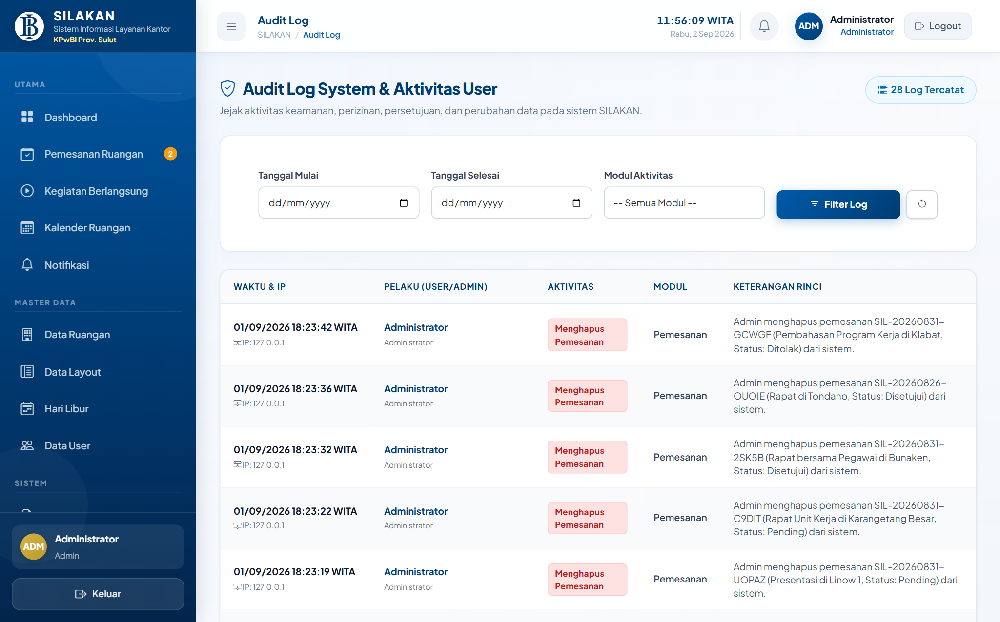 SILAKAN
Sistem Informasi Layanan Kantor
KPwBI Prov. Sulut
UTAMA
Dashboard
Pemesanan Ruangan 2
Kegiatan Berlangsung
Kalender Ruangan
Notifikasi
MASTER DATA
Data Ruangan
Data Layout
Hari Libur
Data User
SISTEM
ADM Administrator
Admin
Keluar
Audit Log
SILAKAN / Audit Log
11:56:09 WITA
Rabu, 2 Sep 2026
ADM
Administrator
Administrator
Logout
Audit Log System & Aktivitas User
Jejak aktivitas keamanan, perizinan, persetujuan, dan perubahan data pada sistem SILAKAN.
28 Log Tercatat
Tanggal Mulai
dd/mm/yyyy
Tanggal Selesai
dd/mm/yyyy
Modul Aktivitas
-- Semua Modul --
Filter Log
WAKTU & IP PELAKU (USER/ADMIN) AKTIVITAS MODUL KETERANGAN RINCI
01/09/2026 18:23:42 WITA
IP: 127.0.0.1
Administrator
Administrator
Menghapus
Pemesanan
Pemesanan
Admin menghapus pemesanan SIL-20260831-
GCWGF (Pembahasan Program Kerja di Klabat,
Status: Ditolak) dari sistem.
01/09/2026 18:23:36 WITA
IP: 127.0.0.1
Administrator
Administrator
Menghapus
Pemesanan
Pemesanan
Admin menghapus pemesanan SIL-20260826-
OUOIE (Rapat di Tondano, Status: Disetujui) dari
sistem.
01/09/2026 18:23:32 WITA
IP: 127.0.0.1
Administrator
Administrator
Menghapus
Pemesanan
Pemesanan
Admin menghapus pemesanan SIL-20260831-
2SK5B (Rapat bersama Pegawai di Bunaken,
Status: Disetujui) dari sistem.
01/09/2026 18:23:22 WITA
IP: 127.0.0.1
Administrator
Administrator
Menghapus
Pemesanan
Pemesanan
Admin menghapus pemesanan SIL-20260831-
C9DIT (Rapat Unit Kerja di Karangetang Besar,
Status: Pending) dari sistem.
01/09/2026 18:23:19 WITA
IP: 127.0.0.1
Administrator
Administrator
Menghapus
Pemesanan
Pemesanan
Admin menghapus pemesanan SIL-20260831-
UOPAZ (Presentasi di Linow 1, Status: Pending) dari
sistem.